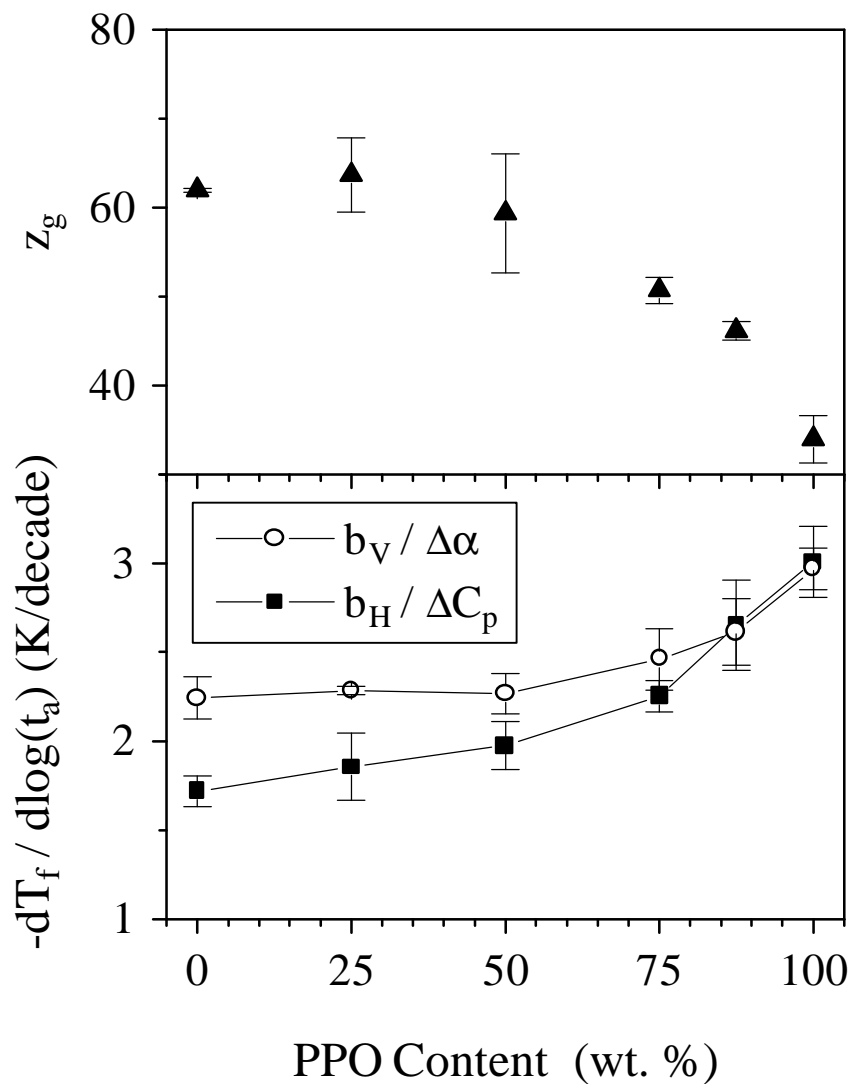 80
60
40
z_g
b_V / Δα
b_H / ΔC_p
3
2
1
-dT_f / dlog(t_a) (K/decade)
0 25 50 75 100
PPO Content (wt. %)